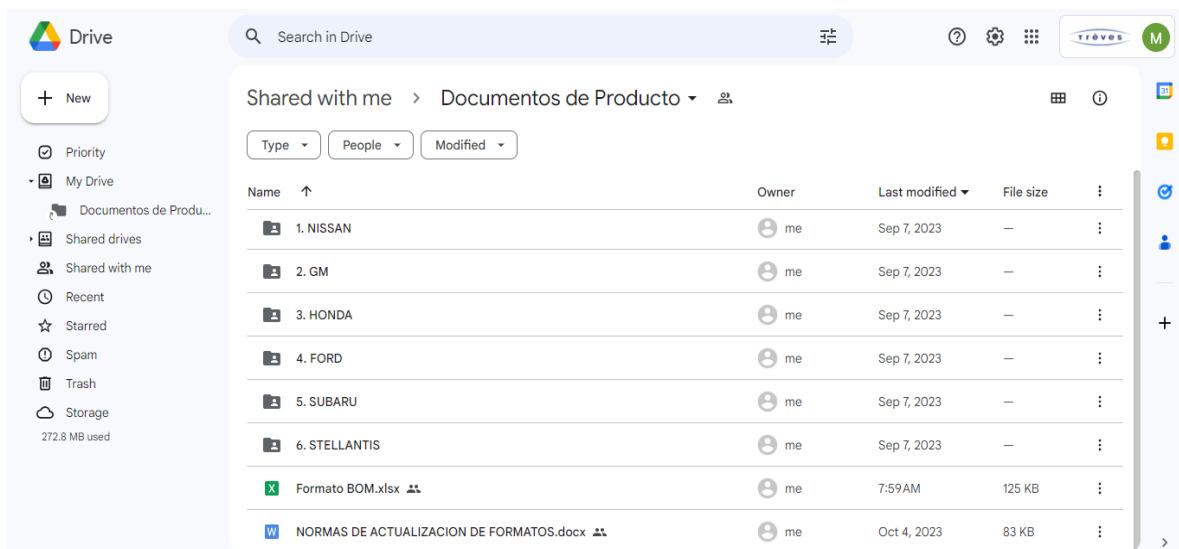 Drive
Search in Drive
TRÈVES
M
New
Shared with me > Documentos de Producto
31
Type People Modified
Priority
My Drive
Documentos de Produ...
Shared drives
Shared with me
Recent
Starred
Spam
Trash
Storage
272.8 MB used
Name Owner Last modified File size
1. NISSAN me Sep 7, 2023 —
2. GM me Sep 7, 2023 —
3. HONDA me Sep 7, 2023 —
4. FORD me Sep 7, 2023 —
5. SUBARU me Sep 7, 2023 —
6. STELLANTIS me Sep 7, 2023 —
X Formato BOM.xlsx me 7:59 AM 125 KB
W NORMAS DE ACTUALIZACION DE FORMATOS.docx me Oct 4, 2023 83 KB